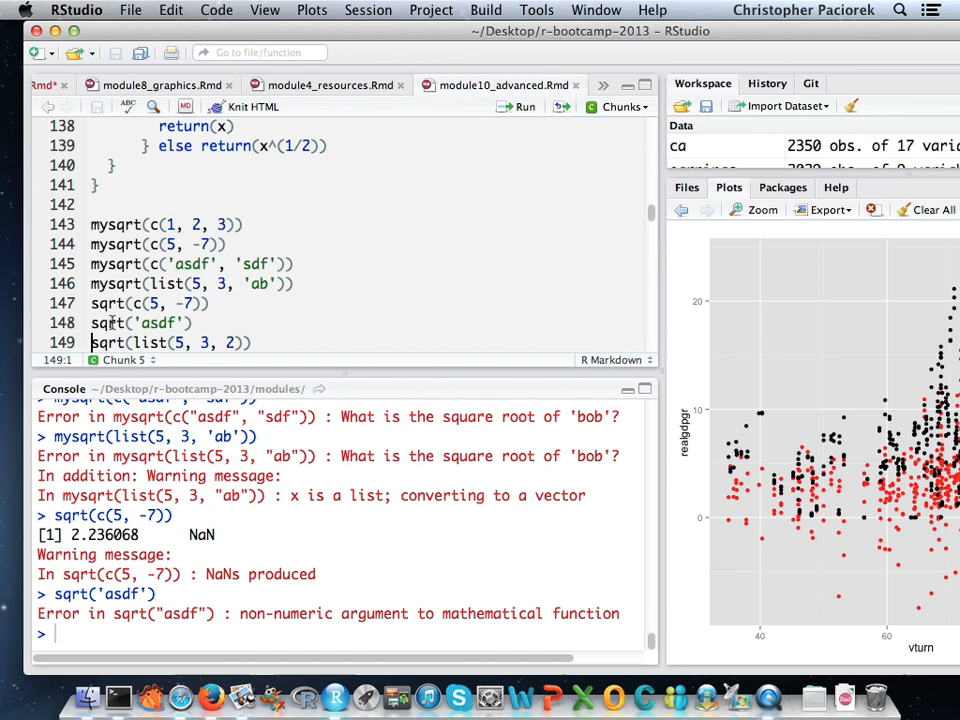 RStudio File Edit Code View Plots Session Project Build Tools Window Help Christopher Paciorek
~/Desktop/r-bootcamp-2013 - RStudio
Go to file/function
Rmd* module8_graphics.Rmd module4_resources.Rmd module10_advanced.Rmd
ABC MD Knit HTML Run Chunks
138 return(x)
139 } else return(x^(1/2))
140 }
141 }
142
143 mysqrt(c(1, 2, 3))
144 mysqrt(c(5, -7))
145 mysqrt(c('asdf', 'sdf'))
146 mysqrt(list(5, 3, 'ab'))
147 sqrt(c(5, -7))
148 sqrt('asdf')
149 sqrt(list(5, 3, 2))
149:1 C Chunk 5 R Markdown
Console ~/Desktop/r-bootcamp-2013/modules/
> mysqrt(c('asdf', 'sdf'))
Error in mysqrt(c("asdf", "sdf")) : What is the square root of 'bob'?
> mysqrt(list(5, 3, 'ab'))
Error in mysqrt(list(5, 3, "ab")) : What is the square root of 'bob'?
In addition: Warning message:
In mysqrt(list(5, 3, "ab")) : x is a list; converting to a vector
> sqrt(c(5, -7))
[1] 2.236068 NaN
Warning message:
In sqrt(c(5, -7)) : NaNs produced
> sqrt('asdf')
Error in sqrt("asdf") : non-numeric argument to mathematical function
>
Workspace History Git
Import Dataset
Data
ca 2350 obs. of 17 varia
Files Plots Packages Help
Zoom Export Clear All
20
10
0
realgdpgr
40 60
vturn